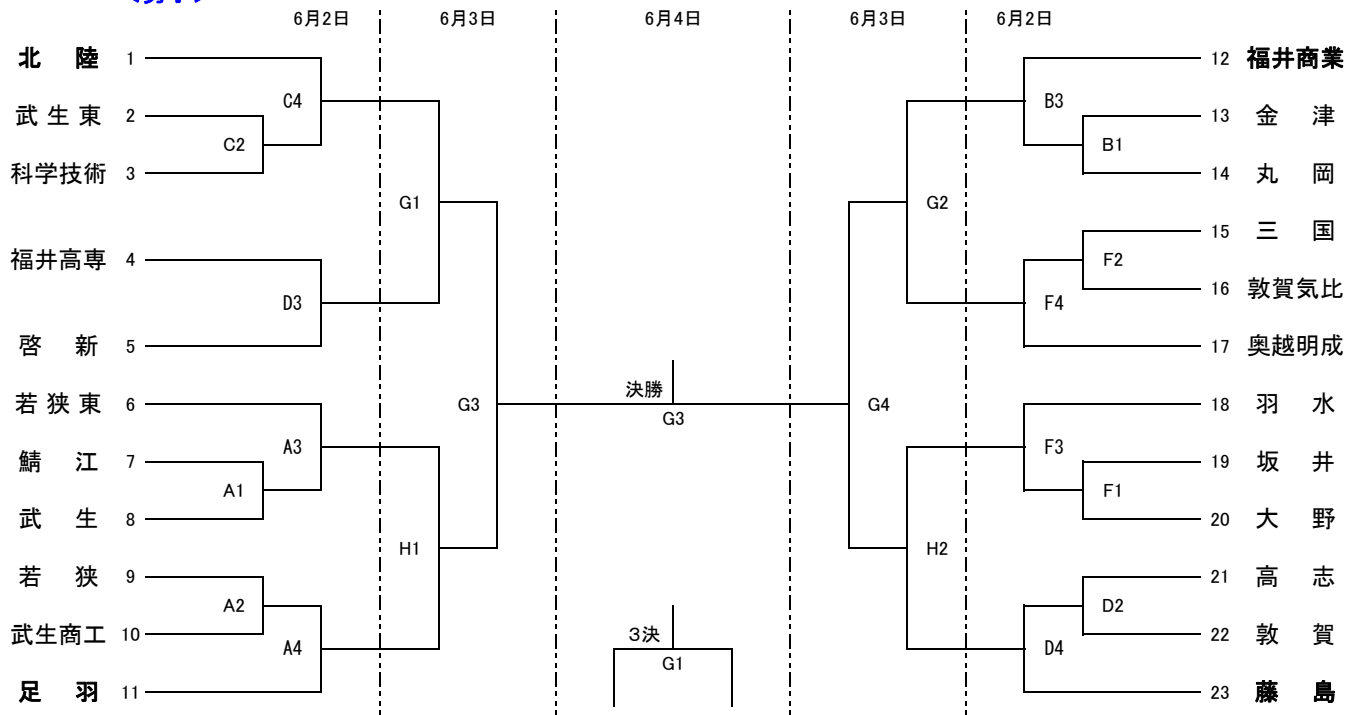 6月2日 6月3日 6月4日 6月3日 6月2日
北 陸 1
12 福井商業
C4
B3
武生東 2
13 金 津
C2
B1
科学技術 3
14 丸 岡
G1
G2
15 三 国
福井高専 4
F2
16 敦賀気比
D3
F4
啓 新 5
17 奥越明成
決勝
若狭東 6
G3
G3
G4
18 羽 水
A3
F3
鯖 江 7
19 坂 井
A1
F1
武 生 8
20 大 野
H1
H2
若 狭 9
21 高 志
A2
D2
武生商工 10
3決
22 敦 賀
A4
G1
D4
足 羽 11
23 藤 島